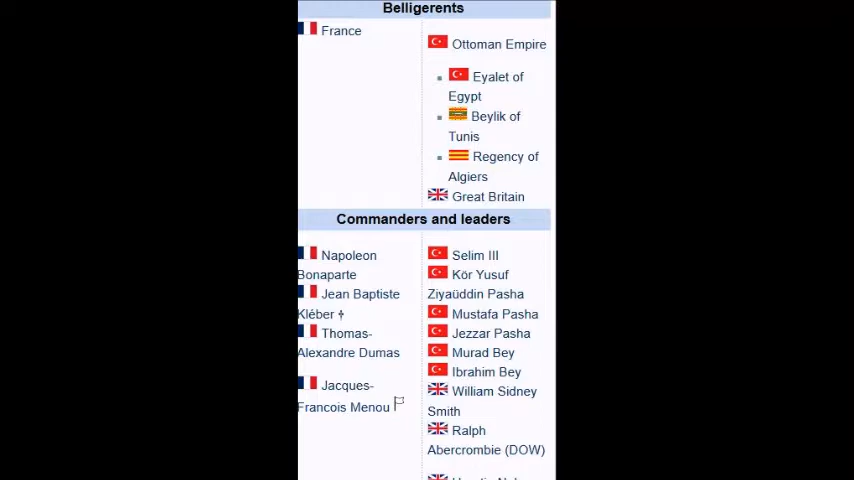 Belligerents
France
Ottoman Empire
Eyalet of
Egypt
Beylik of
Tunis
Regency of
Algiers
Great Britain
Commanders and leaders
Napoleon
Bonaparte
Jean Baptiste
Kléber †
Thomas-
Alexandre Dumas
Jacques-
Francois Menou
Selim III
Kör Yusuf
Ziyaüddin Pasha
Mustafa Pasha
Jezzar Pasha
Murad Bey
Ibrahim Bey
William Sidney
Smith
Ralph
Abercrombie (DOW)